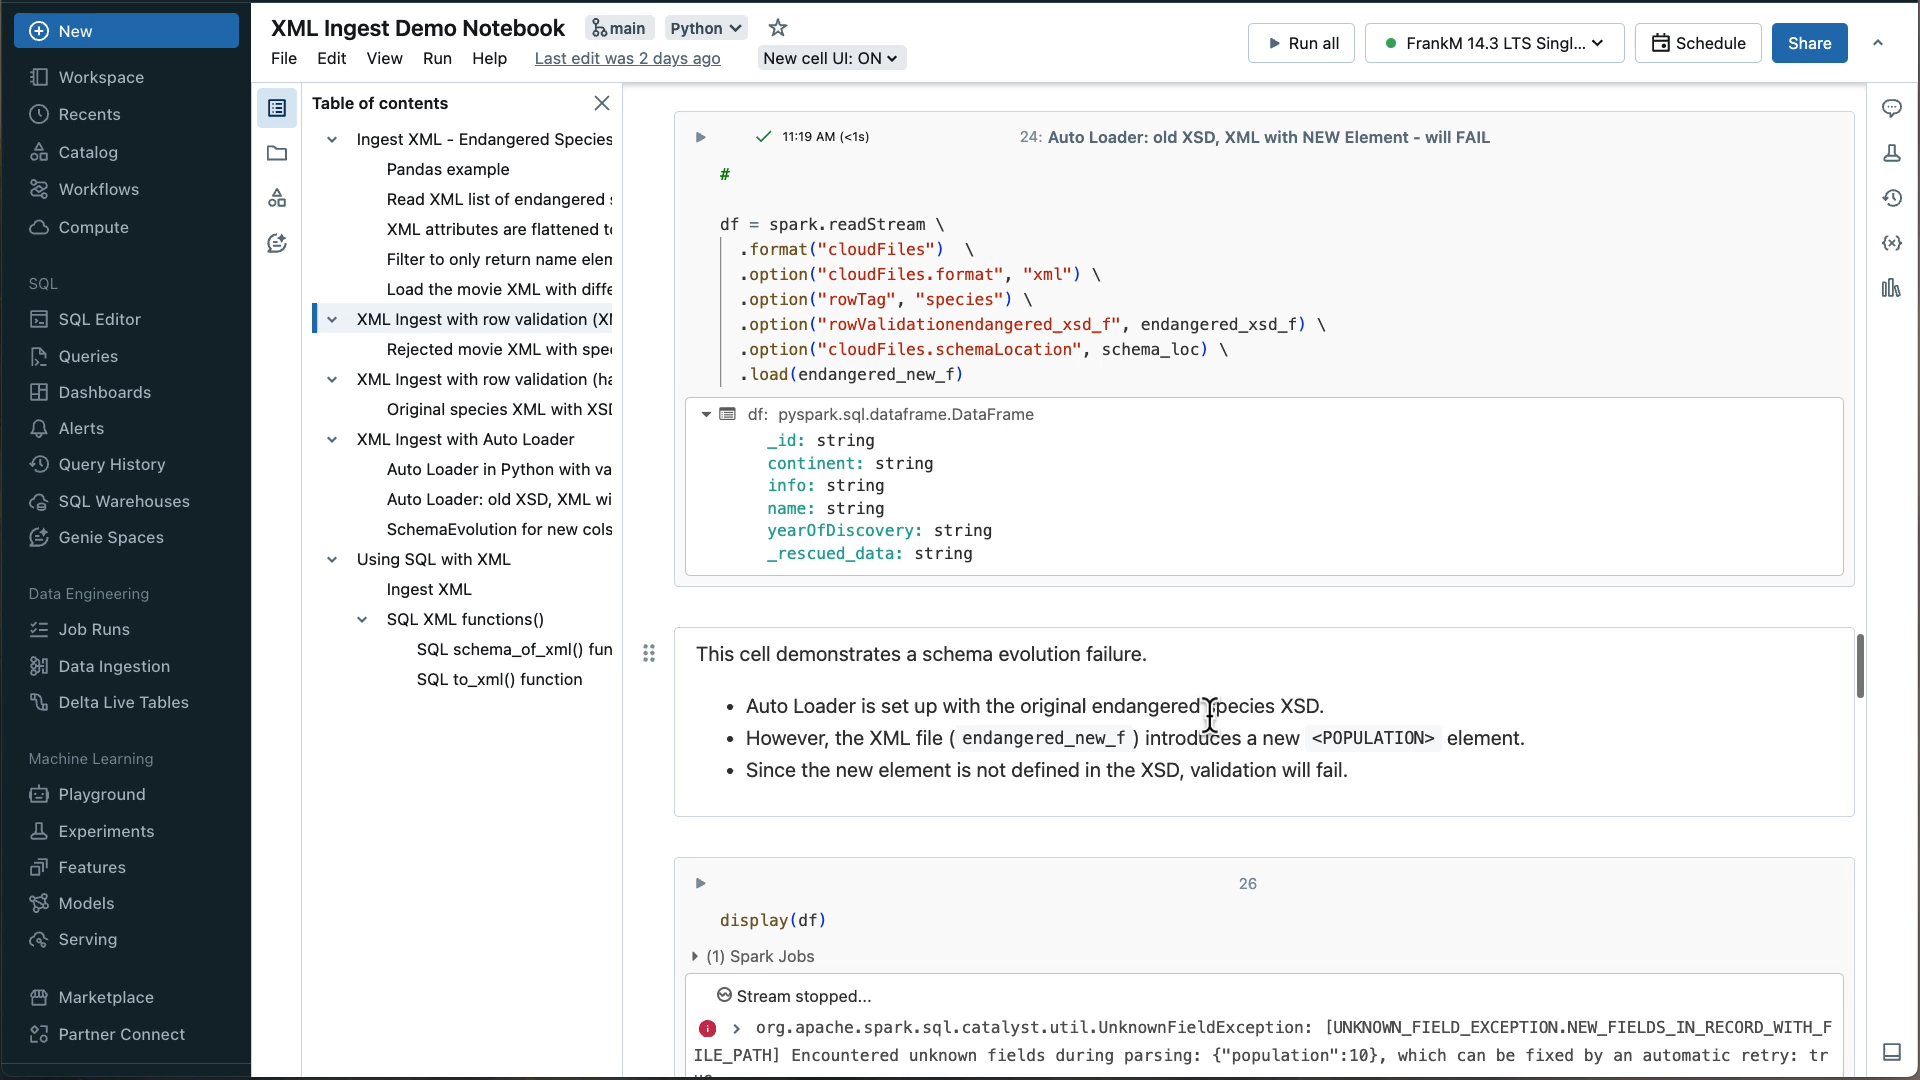 New
Workspace
Recents
Catalog
Workflows
Compute
SQL
SQL Editor
Queries
Dashboards
Alerts
Query History
SQL Warehouses
Genie Spaces
Data Engineering
Job Runs
Data Ingestion
Delta Live Tables
Machine Learning
Playground
Experiments
Features
Models
Serving
Marketplace
Partner Connect
XML Ingest Demo Notebook main Python
File Edit View Run Help Last edit was 2 days ago New cell UI: ON
Run all FrankM 14.3 LTS Singl... Schedule Share
Table of contents
Ingest XML - Endangered Species
Pandas example
Read XML list of endangered
XML attributes are flattened
Filter to only return name elem
Load the movie XML with diffe
XML Ingest with row validation (XM
Rejected movie XML with spec
XML Ingest with row validation (ha
Original species XML with XSD
XML Ingest with Auto Loader
Auto Loader in Python with va
Auto Loader: old XSD, XML wi
SchemaEvolution for new cols
Using SQL with XML
Ingest XML
SQL XML functions()
SQL schema_of_xml() fun
SQL to_xml() function
11:19 AM (<1s) 24: Auto Loader: old XSD, XML with NEW Element - will FAIL
#
df = spark.readStream \
.format("cloudFiles") \
.option("cloudFiles.format", "xml") \
.option("rowTag", "species") \
.option("rowValidationendangered_xsd_f", endangered_xsd_f) \
.option("cloudFiles.schemaLocation", schema_loc) \
.load(endangered_new_f)
df: pyspark.sql.dataframe.DataFrame
_id: string
continent: string
info: string
name: string
yearOfDiscovery: string
_rescued_data: string
This cell demonstrates a schema evolution failure.
• Auto Loader is set up with the original endangered species XSD.
• However, the XML file ( endangered_new_f ) introduces a new <POPULATION> element.
• Since the new element is not defined in the XSD, validation will fail.
26
display(df)
(1) Spark Jobs
Stream stopped...
org.apache.spark.sql.catalyst.util.UnknownFieldException: [UNKNOWN_FIELD_EXCEPTION.NEW_FIELDS_IN_RECORD_WITH_F
ILE_PATH] Encountered unknown fields during parsing: {"population":10}, which can be fixed by an automatic retry: tr